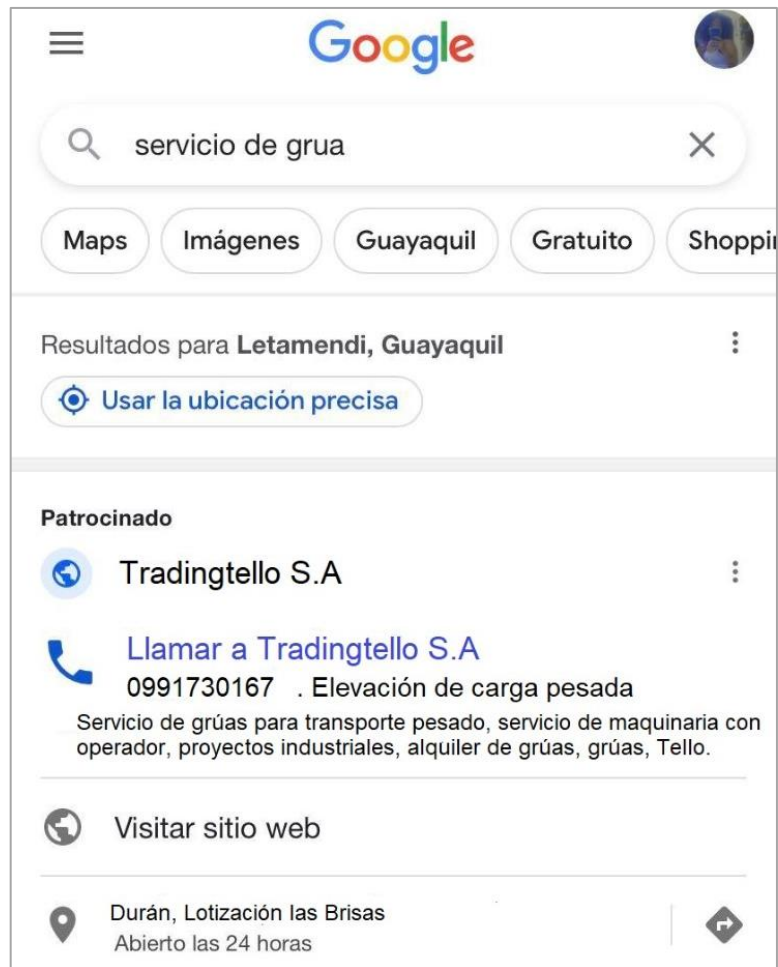 Google
servicio de grua
Maps Imágenes Guayaquil Gratuito Shoppi
Resultados para Letamendi, Guayaquil
Usar la ubicación precisa
Patrocinado
Tradingtello S.A
Llamar a Tradingtello S.A
0991730167 . Elevación de carga pesada
Servicio de grúas para transporte pesado, servicio de maquinaria con
operador, proyectos industriales, alquiler de grúas, grúas, Tello.
Visitar sitio web
Durán, Lotización las Brisas
Abierto las 24 horas